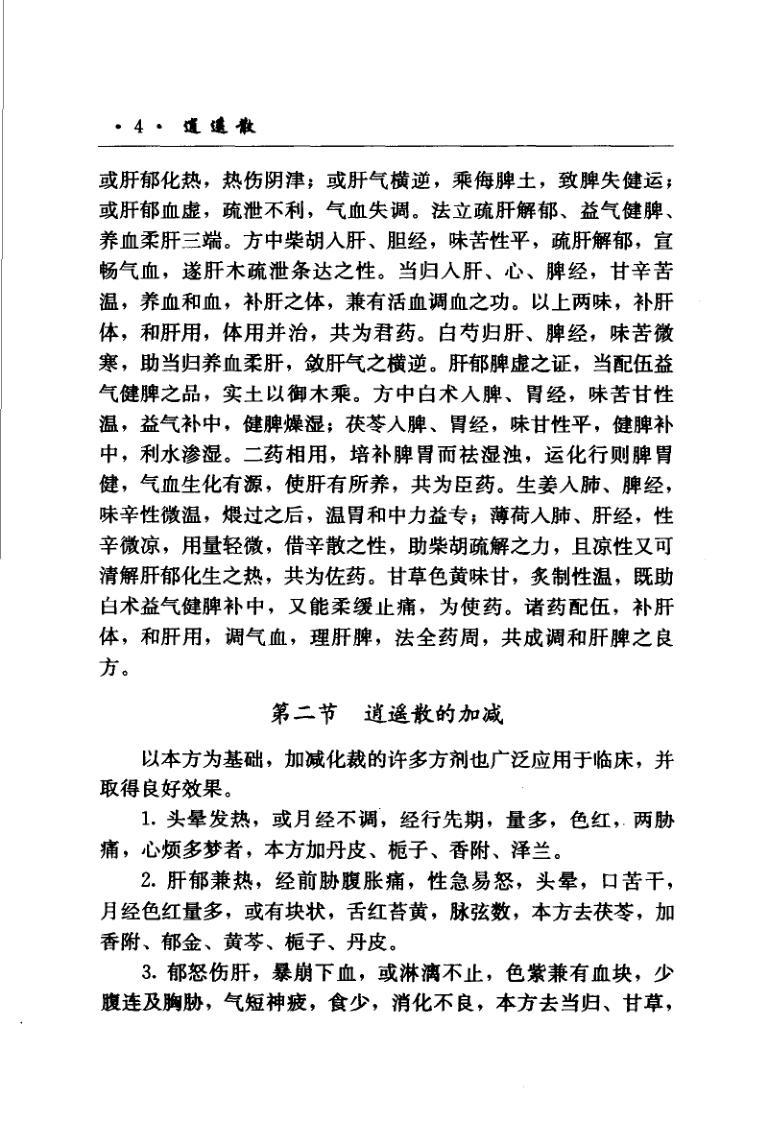 · 4 · 逍遥散
或肝郁化热，热伤阴津；或肝气横逆，乘侮脾土，致脾失健运；
或肝郁血虚，疏泄不利，气血失调。法立疏肝解郁、益气健脾、
养血柔肝三端。方中柴胡入肝、胆经，味苦性平，疏肝解郁，宣
畅气血，遂肝木疏泄条达之性。当归入肝、心、脾经，甘辛苦
温，养血和血，补肝之体，兼有活血调血之功。以上两味，补肝
体，和肝用，体用并治，共为君药。白芍归肝、脾经，味苦微
寒，助当归养血柔肝，敛肝气之横逆。肝郁脾虚之证，当配伍益
气健脾之品，实土以御木乘。方中白术入脾、胃经，味苦甘性
温，益气补中，健脾燥湿；茯苓入脾、胃经，味甘性平，健脾补
中，利水渗湿。二药相用，培补脾胃而祛湿浊，运化行则脾胃
健，气血生化有源，使肝有所养，共为臣药。生姜入肺、脾经，
味辛性微温，煨过之后，温胃和中力益专；薄荷入肺、肝经，性
辛微凉，用量轻微，借辛散之性，助柴胡疏解之力，且凉性又可
清解肝郁化生之热，共为佐药。甘草色黄味甘，炙制性温，既助
白术益气健脾补中，又能柔缓止痛，为使药。诸药配伍，补肝
体，和肝用，调气血，理肝脾，法全药周，共成调和肝脾之良
方。
第二节　逍遥散的加减
以本方为基础，加减化裁的许多方剂也广泛应用于临床，并
取得良好效果。
1. 头晕发热，或月经不调，经行先期，量多，色红，两胁
痛，心烦多梦者，本方加丹皮、栀子、香附、泽兰。
2. 肝郁兼热，经前胁腹胀痛，性急易怒，头晕，口苦干，
月经色红量多，或有块状，舌红苔黄，脉弦数，本方去茯苓，加
香附、郁金、黄芩、栀子、丹皮。
3. 郁怒伤肝，暴崩下血，或淋漓不止，色紫兼有血块，少
腹连及胸胁，气短神疲，食少，消化不良，本方去当归、甘草，